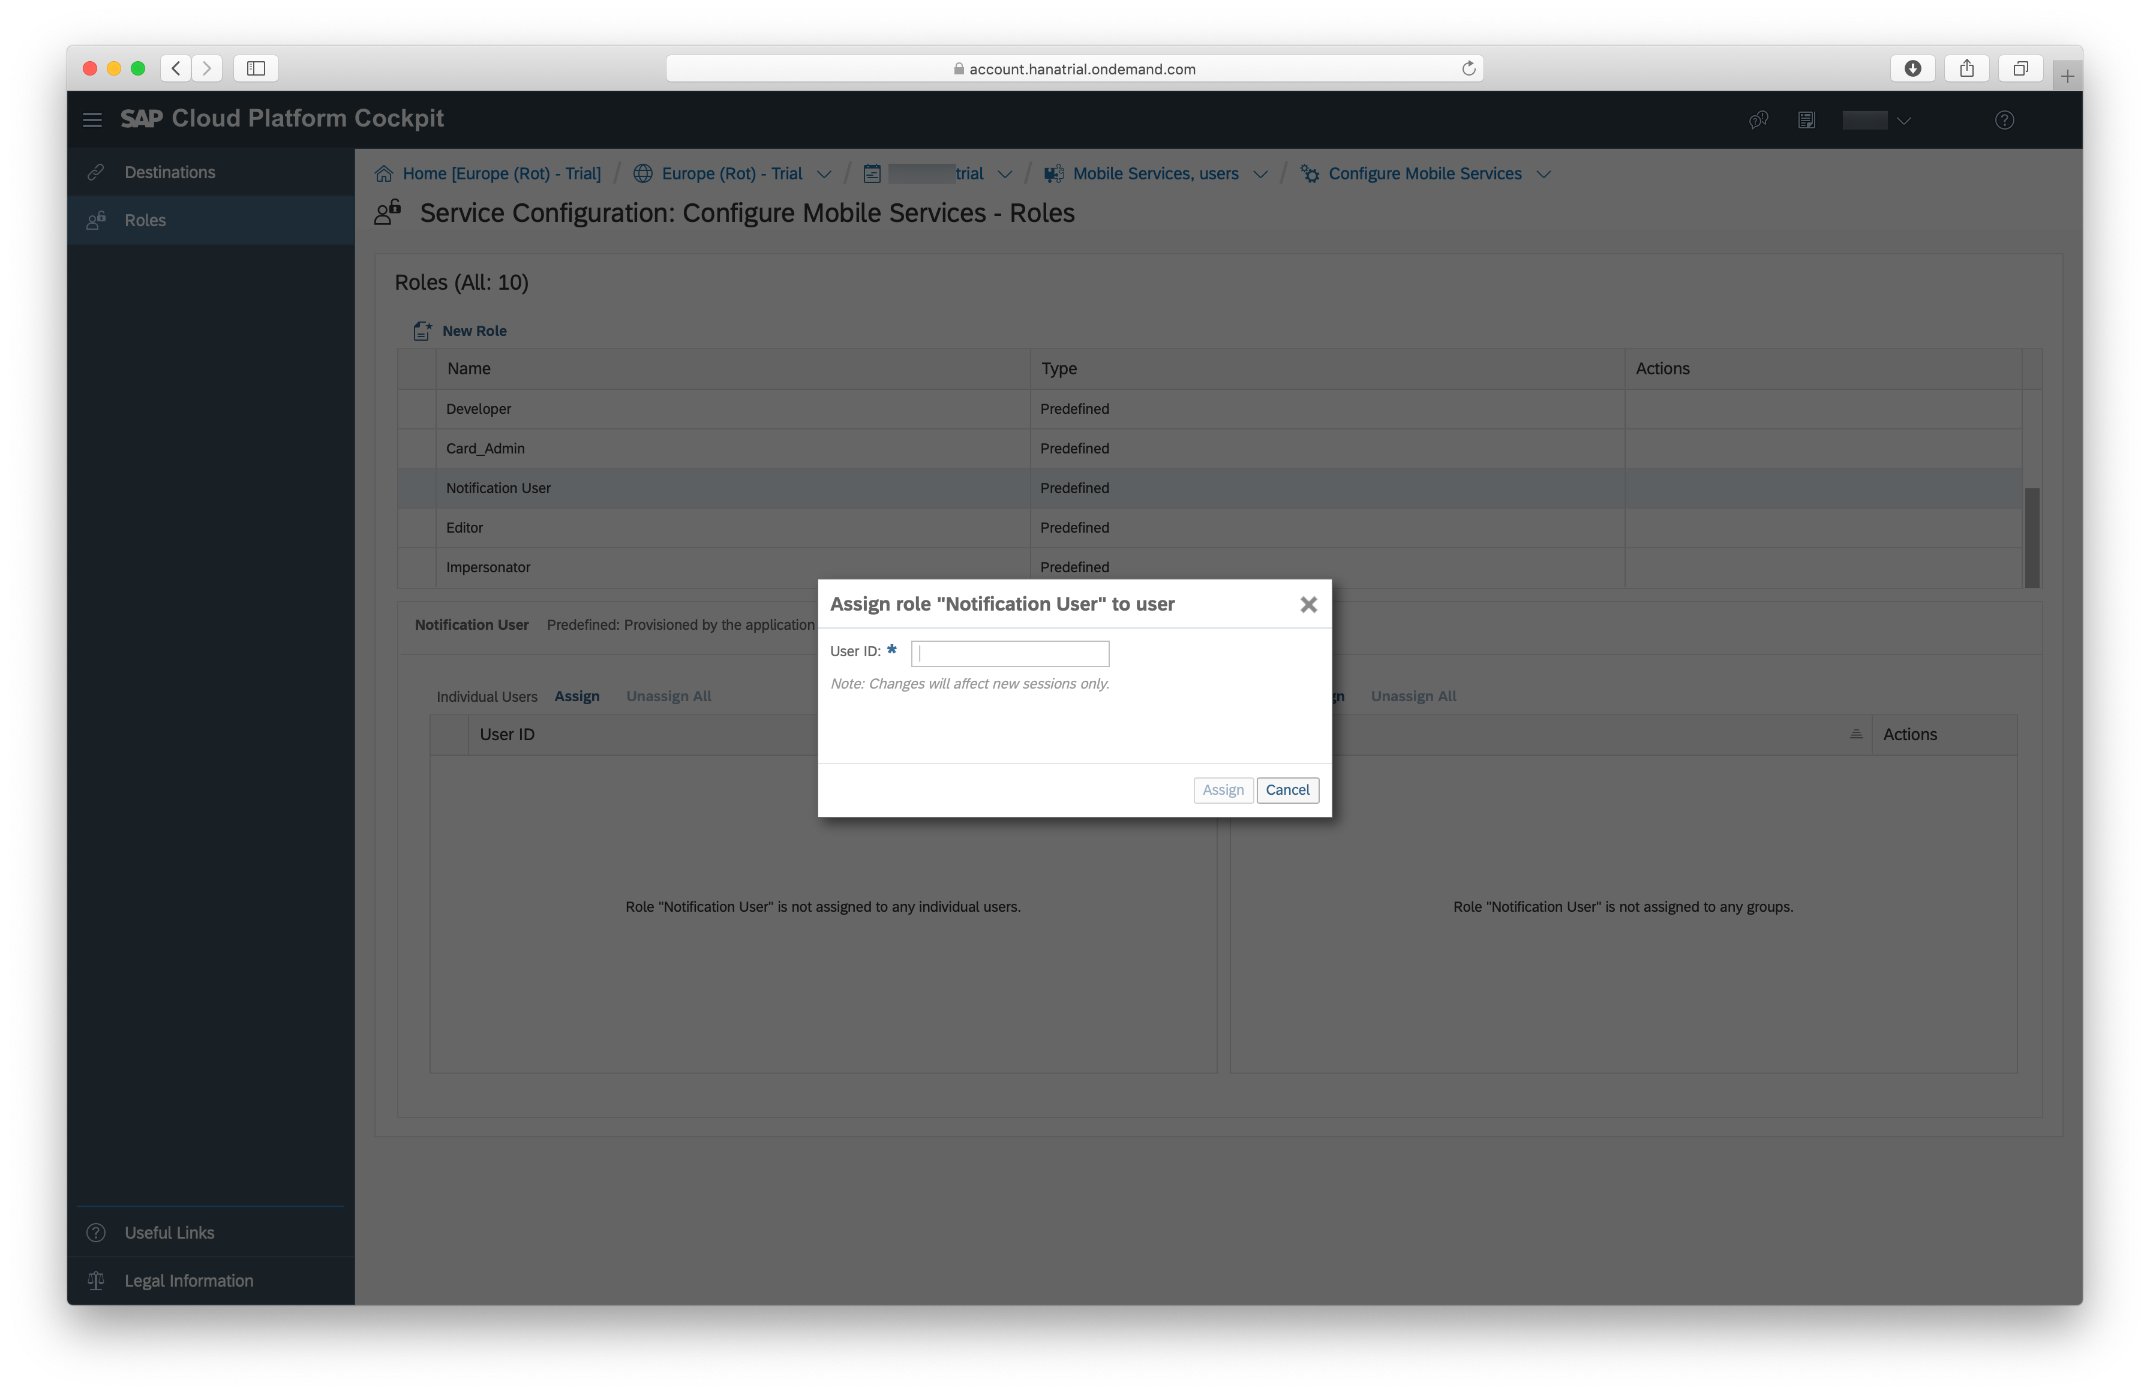 account.hanatrial.ondemand.com
SAP Cloud Platform Cockpit
Destinations
Roles
Home [Europe (Rot) - Trial] / Europe (Rot) - Trial / trial / Mobile Services, users / Configure Mobile Services
Service Configuration: Configure Mobile Services - Roles
Roles (All: 10)
New Role
Name Type Actions
Developer Predefined
Card_Admin Predefined
Notification User Predefined
Editor Predefined
Impersonator Predefined
Assign role "Notification User" to user
User ID: *
Note: Changes will affect new sessions only.
Assign Cancel
Notification User Predefined: Provisioned by the application
Individual Users Assign Unassign All
Unassign All
User ID
Actions
Role "Notification User" is not assigned to any individual users.
Role "Notification User" is not assigned to any groups.
Useful Links
Legal Information